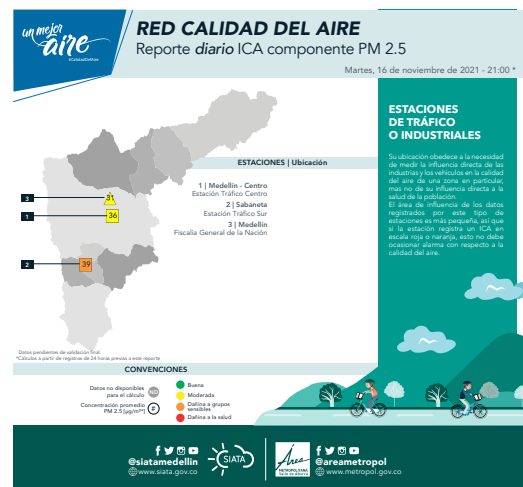 un mejor
aire
#CalidadDelAire
RED CALIDAD DEL AIRE
Reporte diario ICA componente PM 2.5
Martes, 16 de noviembre de 2021 - 21:00 *
ESTACIONES
DE TRÁFICO
O INDUSTRIALES
Su ubicación obedece a la necesidad
de medir la influencia directa de las
industrias y los vehículos en la calidad
del aire de una zona en particular,
mas no de su influencia directa a la
salud de la población.
El área de influencia de los datos
registrados por este tipo de
estaciones es más pequeña, así que
si la estación registra un ICA en
escala roja o naranja, esto no debe
ocasionar alarma con respecto a la
calidad del aire.
ESTACIONES | Ubicación
1 | Medellín - Centro
Estación Tráfico Centro
2 | Sabaneta
Estación Tráfico Sur
3 | Medellín
Fiscalía General de la Nación
3
31
1
36
2
39
Datos pendientes de validación final.
*Cálculos a partir de registros de 24 horas previas a este reporte
CONVENCIONES
Datos no disponibles
para el cálculo
Concentración promedio
PM 2.5 [µg/m³]
#
Buena
Moderada
Dañina a grupos
sensibles
Dañina a la salud
@siatamedellin
www.siata.gov.co
SIATA
Área
METROPOLITANA
Valle de Aburrá
@areametropol
www.metropol.gov.co